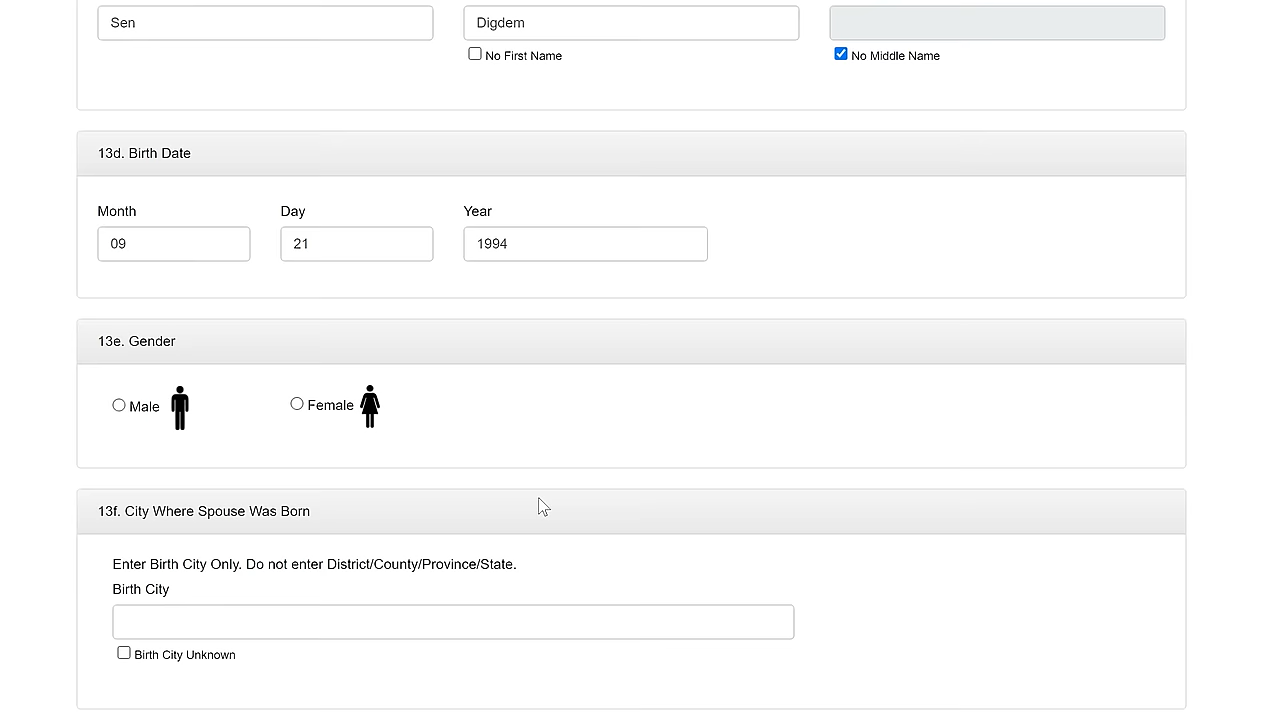 Sen Digdem
No First Name No Middle Name
13d. Birth Date
Month Day Year
09 21 1994
13e. Gender
Male Female
13f. City Where Spouse Was Born
Enter Birth City Only. Do not enter District/County/Province/State.
Birth City
Birth City Unknown